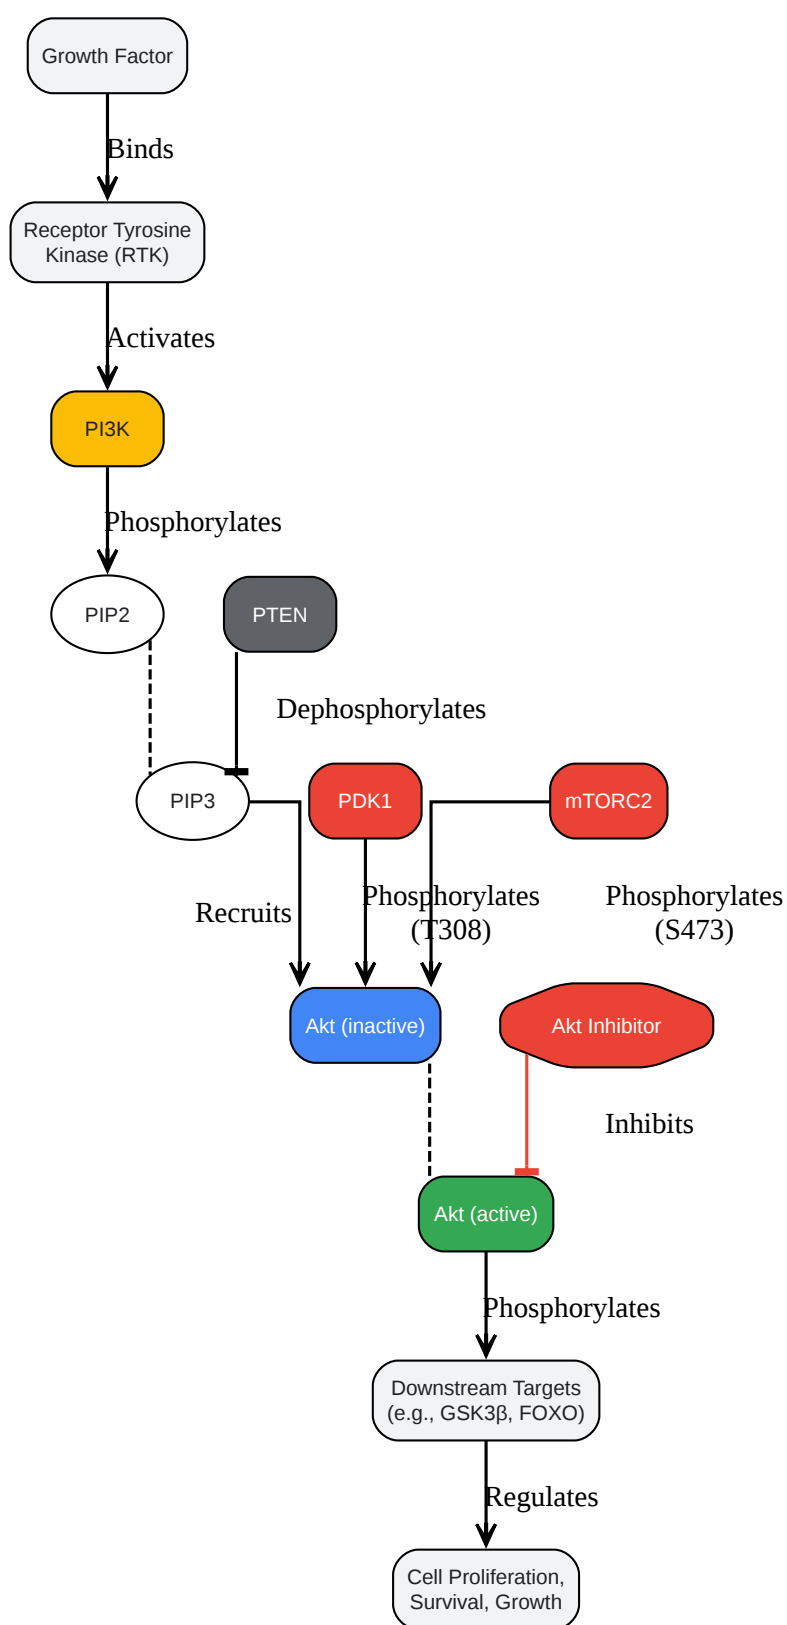 Growth Factor
Binds
Receptor Tyrosine
Kinase (RTK)
Activates
PI3K
Phosphorylates
PIP2
PTEN
Dephosphorylates
PIP3
PDK1
mTORC2
Recruits
Phosphorylates
(T308)
Phosphorylates
(S473)
Akt (inactive)
Akt Inhibitor
Inhibits
Akt (active)
Phosphorylates
Downstream Targets
(e.g., GSK3β, FOXO)
Regulates
Cell Proliferation,
Survival, Growth